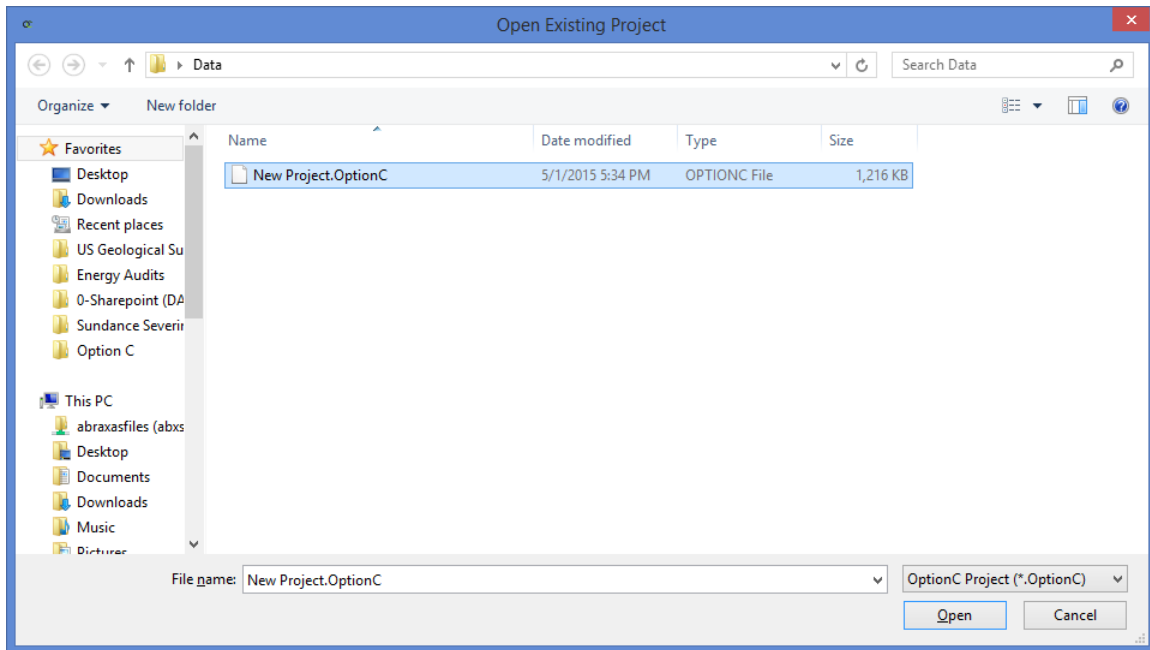 Open Existing Project
Data
Search Data
Organize
New folder
Name
Date modified
Type
Size
New Project.OptionC
5/1/2015 5:34 PM
OPTIONC File
1,216 KB
Favorites
Desktop
Downloads
Recent places
US Geological Su
Energy Audits
0-Sharepoint (DA
Sundance Severin
Option C
This PC
abraxasfiles (abxs
Desktop
Documents
Downloads
Music
Pictures
File name:
New Project.OptionC
OptionC Project (*.OptionC)
Open
Cancel